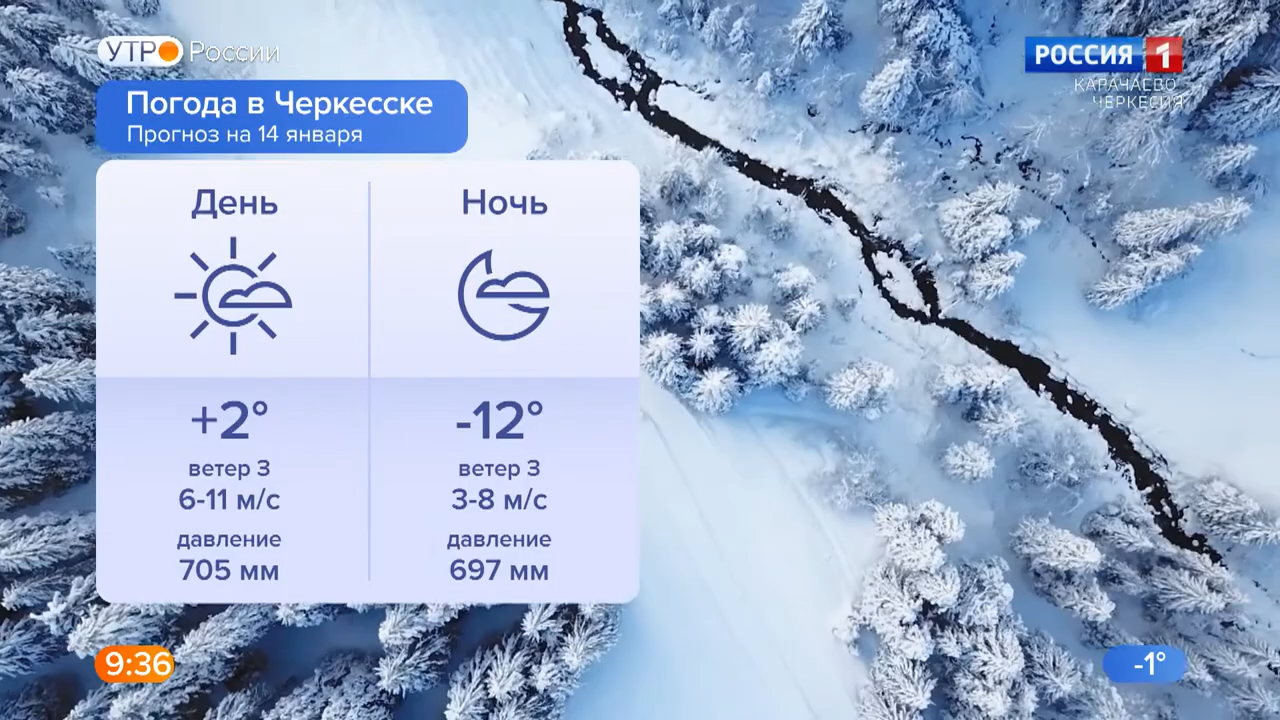 УТРО России
РОССИЯ 1
КАРАЧАЕВО
ЧЕРКЕСИЯ
Погода в Черкесске
Прогноз на 14 января
День
Ночь
+2°
-12°
ветер З
ветер З
6-11 м/с
3-8 м/с
давление
давление
705 мм
697 мм
9:36
-1°